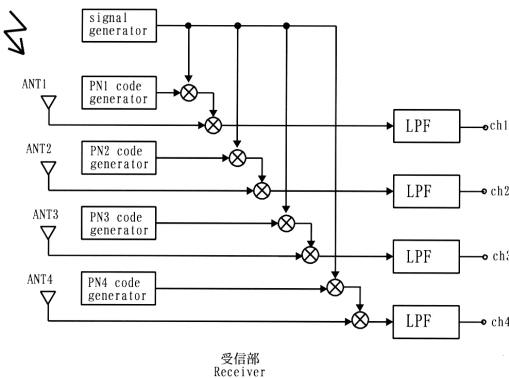 signal
generator
PN1 code
generator
ANT1
LPF
ch1
PN2 code
generator
ANT2
LPF
ch2
PN3 code
generator
ANT3
LPF
ch3
PN4 code
generator
ANT4
LPF
ch4
受信部
Receiver